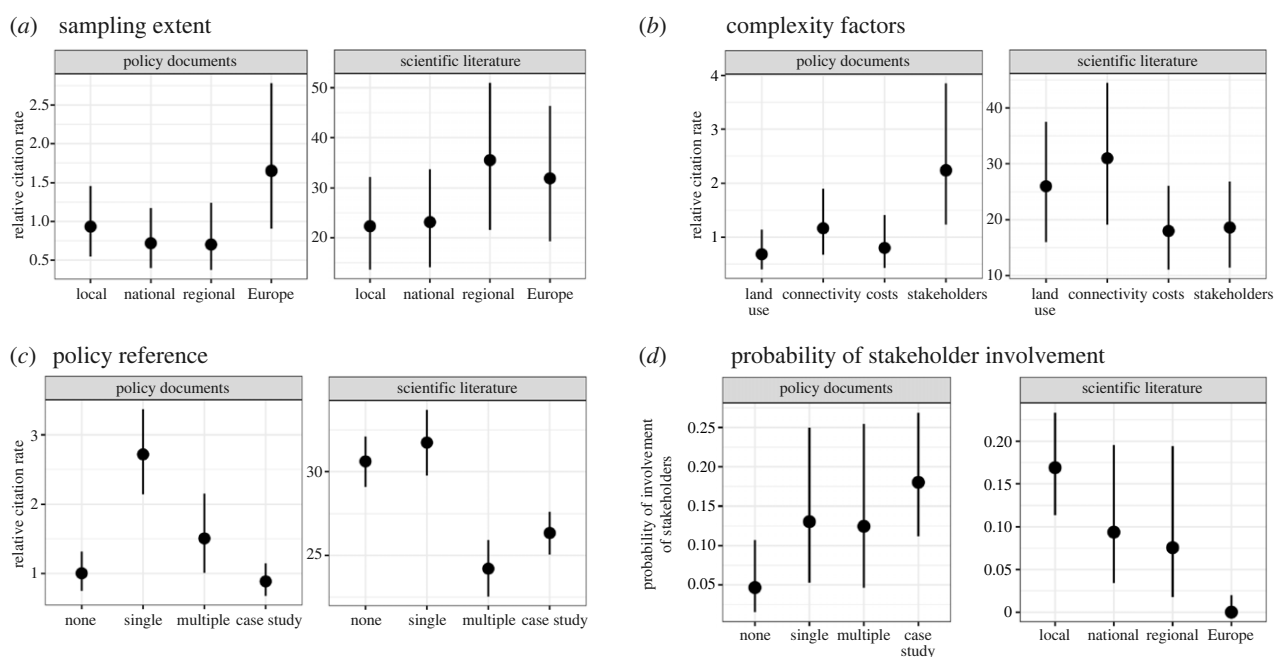 (a) sampling extent
policy documents
scientific literature
relative citation rate
2.5
2.0
1.5
1.0
0.5
50
40
30
20
local national regional Europe
local national regional Europe
(b) complexity factors
policy documents
scientific literature
relative citation rate
4
3
2
1
40
30
20
10
land
use
connectivity costs stakeholders
land
use
connectivity costs stakeholders
(c) policy reference
policy documents
scientific literature
relative citation rate
3
2
1
30
25
none single multiple case study
none single multiple case study
(d) probability of stakeholder involvement
policy documents
scientific literature
probability of involvement
of stakeholders
0.25
0.20
0.15
0.10
0.05
0.20
0.15
0.10
0.05
0
none single multiple case
study
local national regional Europe